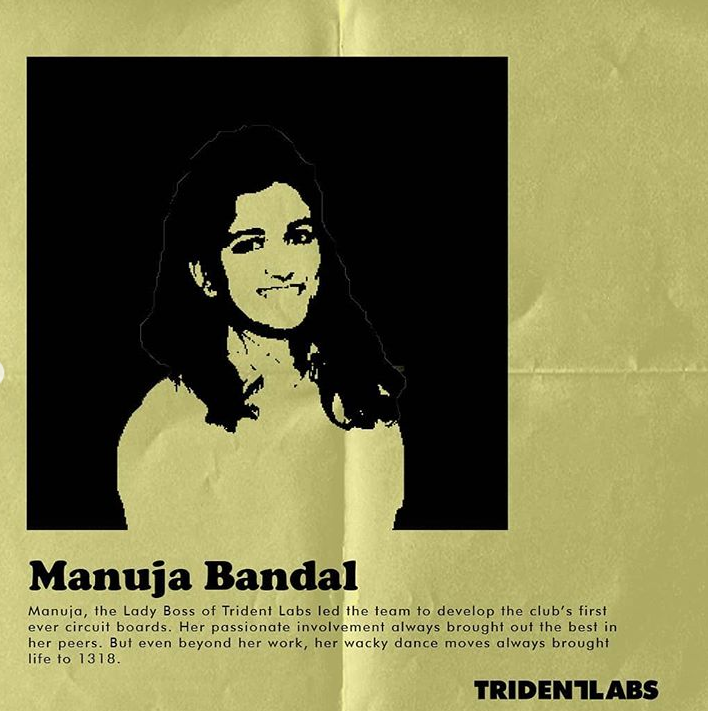 Manuja Bandal
Manuja, the Lady Boss of Trident Labs led the team to develop the club's first
ever circuit boards. Her passionate involvement always brought out the best in
her peers. But even beyond her work, her wacky dance moves always brought
life to 1318.
TRIDENTLABS